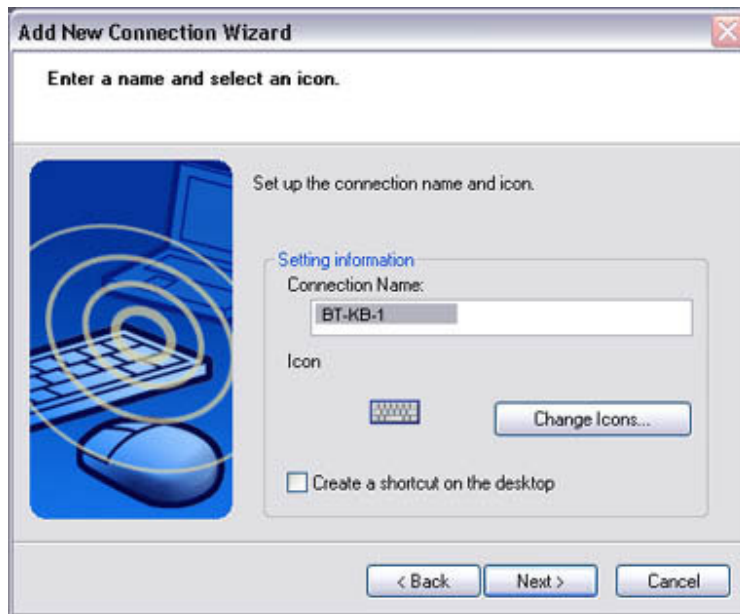 Add New Connection Wizard
Enter a name and select an icon.
Set up the connection name and icon.
Setting information
Connection Name:
BT-KB-1
Icon
Change Icons...
Create a shortcut on the desktop
< Back Next > Cancel